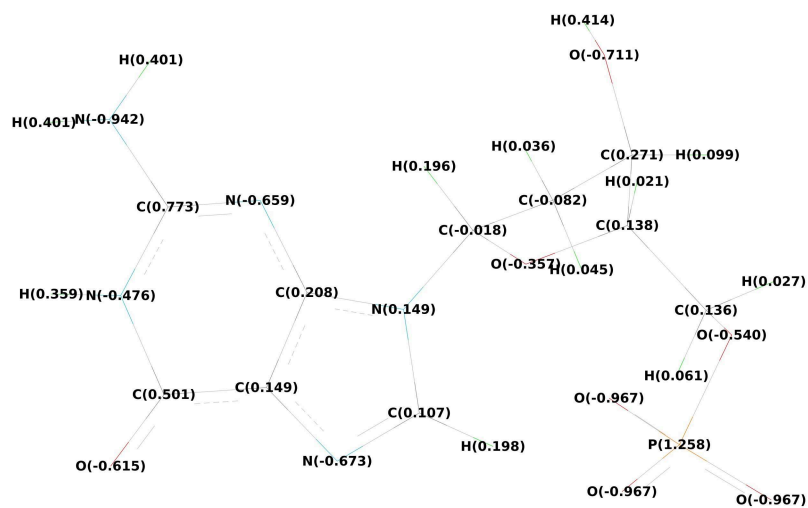 H(0.414)
O(-0.711)
H(0.401)
H(0.401)
N(-0.942)
H(0.036)
C(0.271)
H(0.099)
H(0.196)
H(0.021)
C(0.773)
N(-0.659)
C(-0.082)
C(-0.018)
C(0.138)
O(-0.357)
H(0.045)
H(0.359)
N(-0.476)
C(0.208)
H(0.027)
N(0.149)
C(0.136)
O(-0.540)
C(0.501)
C(0.149)
H(0.061)
O(-0.967)
C(0.107)
H(0.198)
P(1.258)
O(-0.615)
N(-0.673)
O(-0.967)
O(-0.967)